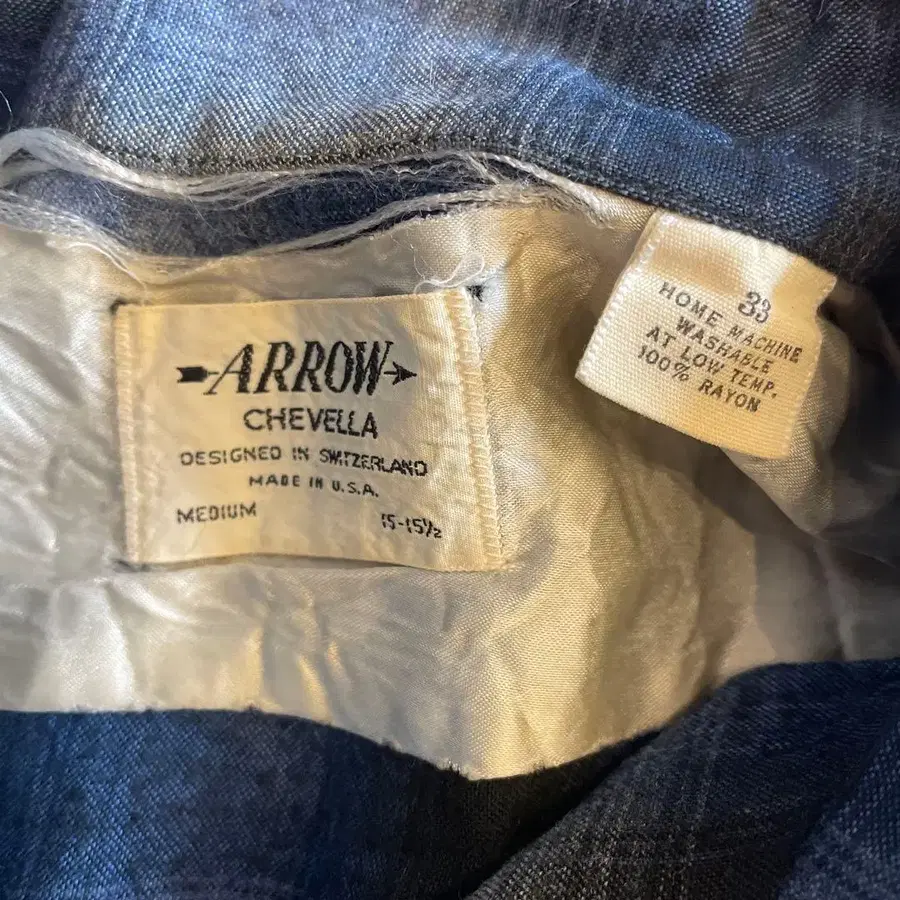 ARROW
CHEVELLA
DESIGNED IN SWITZERLAND
MADE IN U.S.A.
MEDIUM 15-15½
33
HOME MACHINE
WASHABLE
AT LOW TEMP.
100% RAYON